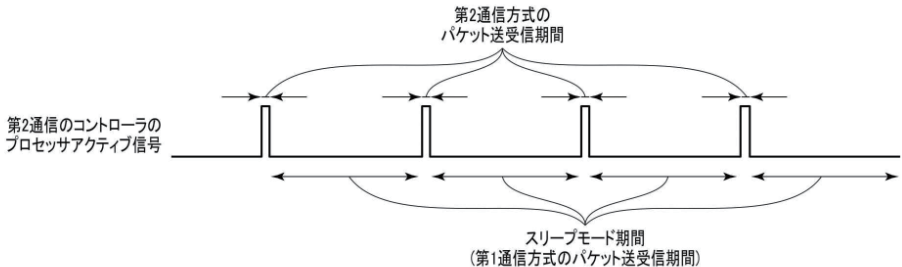 第2通信方式の
パケット送受信期間
第2通信のコントローラの
プロセッサアクティブ信号
スリープモード期間
(第1通信方式のパケット送受信期間)